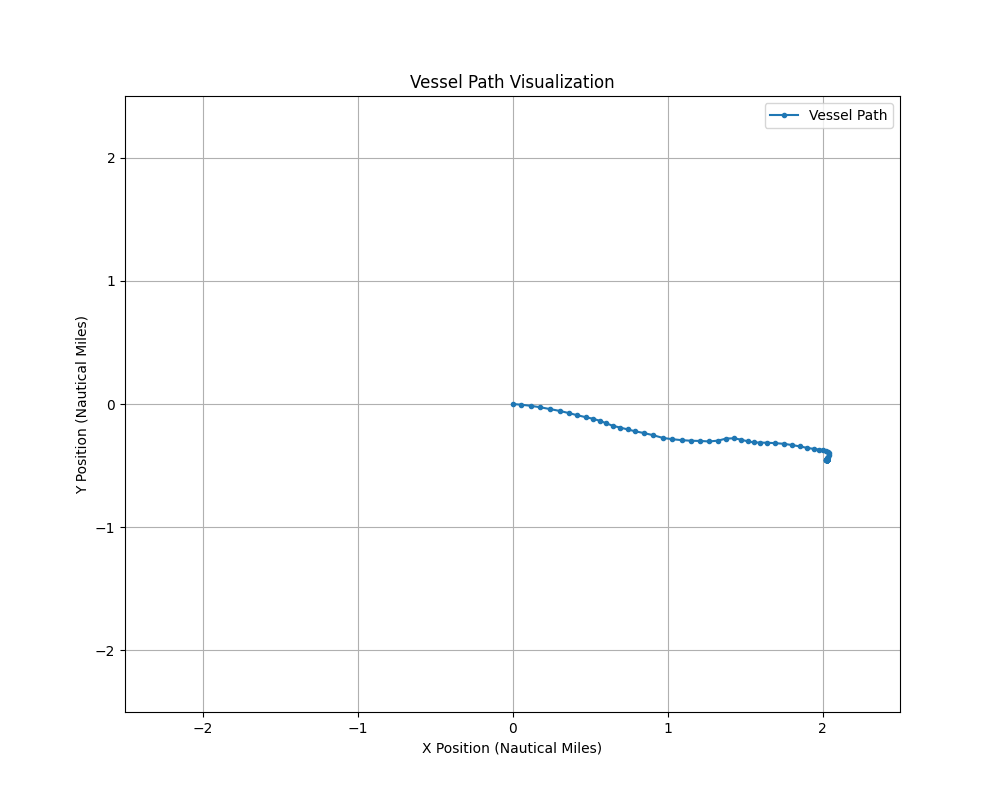 Vessel Path Visualization
Vessel Path
Y Position (Nautical Miles)
2
1
0
−1
−2
−2
−1
0
1
2
X Position (Nautical Miles)